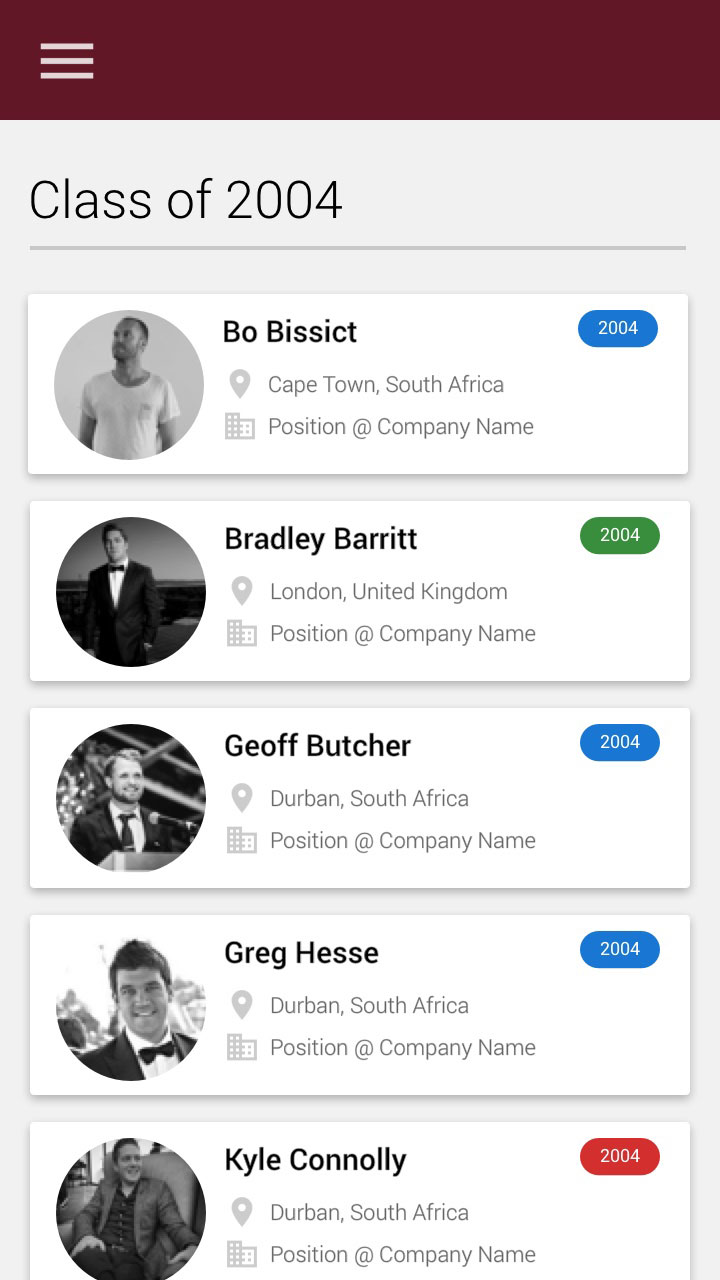 Class of 2004
Bo Bissict
2004
Cape Town, South Africa
Position @ Company Name
Bradley Barritt
2004
London, United Kingdom
Position @ Company Name
Geoff Butcher
2004
Durban, South Africa
Position @ Company Name
Greg Hesse
2004
Durban, South Africa
Position @ Company Name
Kyle Connolly
2004
Durban, South Africa
Position @ Company Name